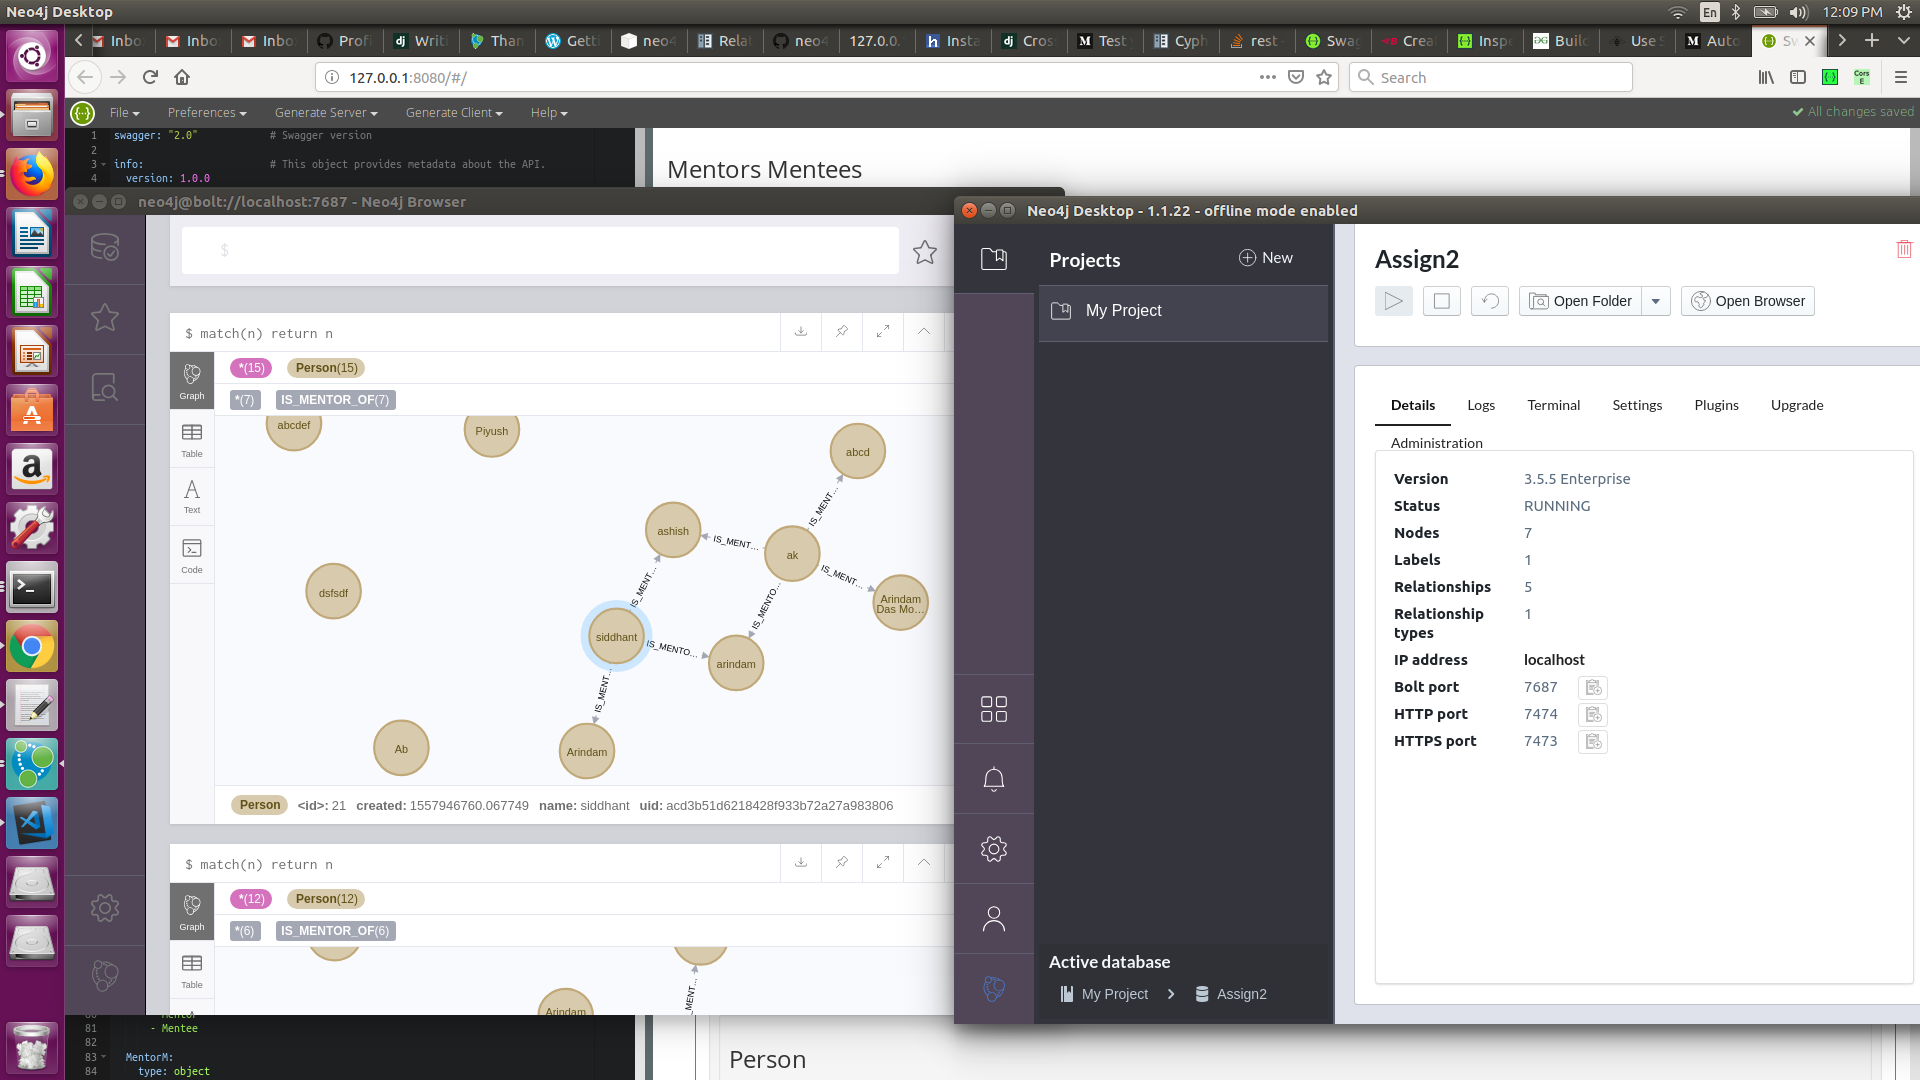 Neo4j Desktop
En
12:09 PM
Inbo
Inbo
Inbo
Profi
Writi
Than
Getti
neo4
Relat
neo4
127.0.0.
Insta
Cros
Test y
Cyph
rest -
Swag
Crea
Inspe
Build
Use S
Auto
Sw
127.0.0.1:8080/#/
Search
File
Preferences
Generate Server
Generate Client
Help
All changes saved
1 swagger: "2.0" # Swagger version
2
3 info: # This object provides metadata about the API.
4 version: 1.0.0
Mentors Mentees
neo4j@bolt://localhost:7687 - Neo4j Browser
$
$ match(n) return n
*(15) Person(15)
*(7) IS_MENTOR_OF(7)
Graph
Table
Text
Code
abcdef
Piyush
abcd
ashish
ak
dsfsdf
Arindam
Das Mo...
siddhant
arindam
Ab
Arindam
IS_MENT...
IS_MENT...
IS_MENT...
IS_MENT...
IS_MENTO...
IS_MENTO...
IS_MENT...
Person <id>: 21 created: 1557946760.067749 name: siddhant uid: acd3b51d6218428f933b72a27a983806
$ match(n) return n
*(12) Person(12)
*(6) IS_MENTOR_OF(6)
Graph
Table
Arindam
81 - Mentee
82
83 MentorM:
84 type: object
Person
Neo4j Desktop - 1.1.22 - offline mode enabled
Projects
New
My Project
Active database
My Project
Assign2
Assign2
Open Folder
Open Browser
Details
Logs
Terminal
Settings
Plugins
Upgrade
Administration
Version 3.5.5 Enterprise
Status RUNNING
Nodes 7
Labels 1
Relationships 5
Relationship types 1
IP address localhost
Bolt port 7687
HTTP port 7474
HTTPS port 7473